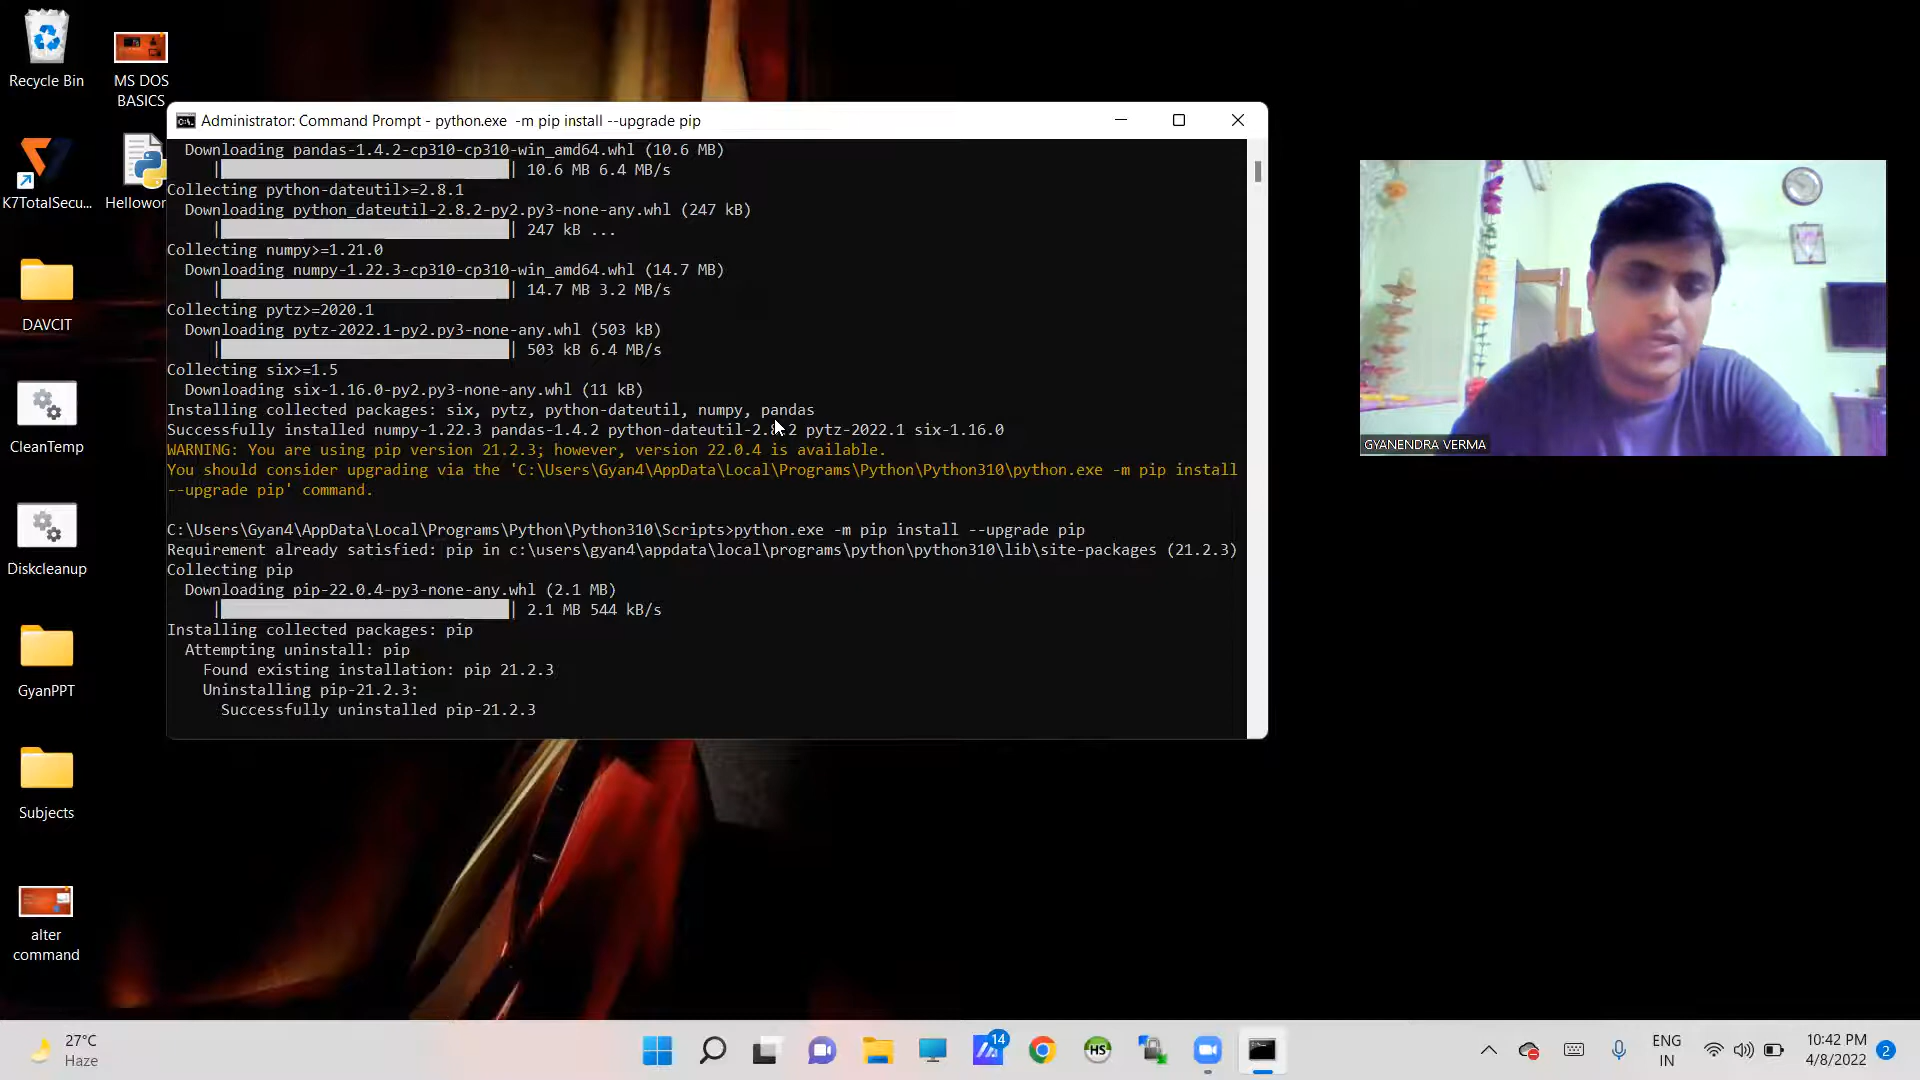 Recycle Bin
MS DOS
BASICS
K7TotalSecu...
Hellowor
DAVCIT
CleanTemp
Diskcleanup
GyanPPT
Subjects
alter
command
Administrator: Command Prompt - python.exe  -m pip install --upgrade pip
Downloading pandas-1.4.2-cp310-cp310-win_amd64.whl (10.6 MB)
| | 10.6 MB 6.4 MB/s
Collecting python-dateutil>=2.8.1
Downloading python_dateutil-2.8.2-py2.py3-none-any.whl (247 kB)
| | 247 kB ...
Collecting numpy>=1.21.0
Downloading numpy-1.22.3-cp310-cp310-win_amd64.whl (14.7 MB)
| | 14.7 MB 3.2 MB/s
Collecting pytz>=2020.1
Downloading pytz-2022.1-py2.py3-none-any.whl (503 kB)
| | 503 kB 6.4 MB/s
Collecting six>=1.5
Downloading six-1.16.0-py2.py3-none-any.whl (11 kB)
Installing collected packages: six, pytz, python-dateutil, numpy, pandas
Successfully installed numpy-1.22.3 pandas-1.4.2 python-dateutil-2.8.2 pytz-2022.1 six-1.16.0
WARNING: You are using pip version 21.2.3; however, version 22.0.4 is available.
You should consider upgrading via the 'C:\Users\Gyan4\AppData\Local\Programs\Python\Python310\python.exe -m pip install
--upgrade pip' command.
C:\Users\Gyan4\AppData\Local\Programs\Python\Python310\Scripts>python.exe -m pip install --upgrade pip
Requirement already satisfied: pip in c:\users\gyan4\appdata\local\programs\python\python310\lib\site-packages (21.2.3)
Collecting pip
Downloading pip-22.0.4-py3-none-any.whl (2.1 MB)
| | 2.1 MB 544 kB/s
Installing collected packages: pip
Attempting uninstall: pip
Found existing installation: pip 21.2.3
Uninstalling pip-21.2.3:
Successfully uninstalled pip-21.2.3
GYANENDRA VERMA
27°C
Haze
14
HS
ENG
IN
10:42 PM
4/8/2022
2